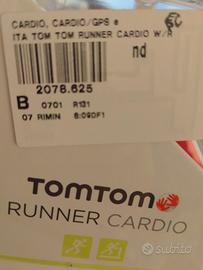 CARDIO, CARDIO/GPS e
ITA TOM TOM RUNNER CARDIO W/R
nd
2078.625
B 0701 R131
07 RIMIN 8:090F1
TOMTOM
RUNNER CARDIO
subito